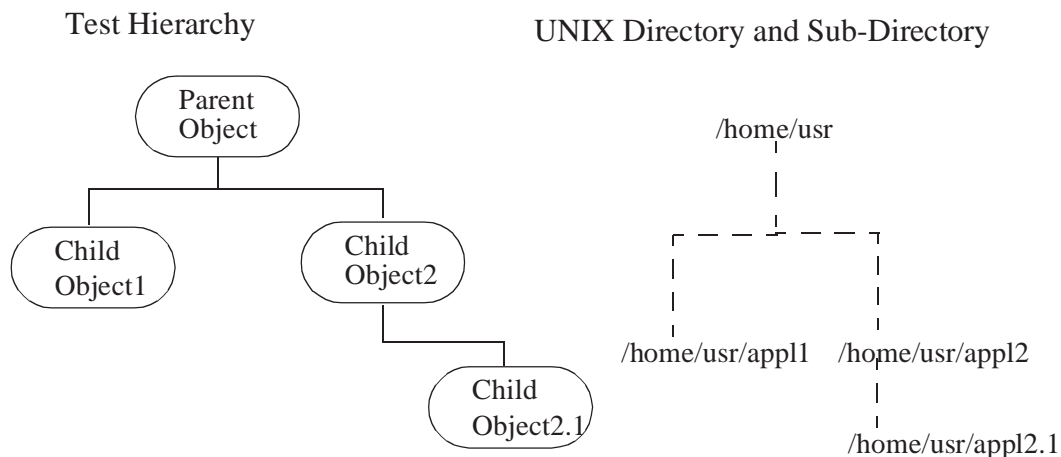 Test Hierarchy
UNIX Directory and Sub-Directory
Parent
Object
Child
Object1
Child
Object2
Child
Object2.1
/home/usr
/home/usr/appl1
/home/usr/appl2
/home/usr/appl2.1